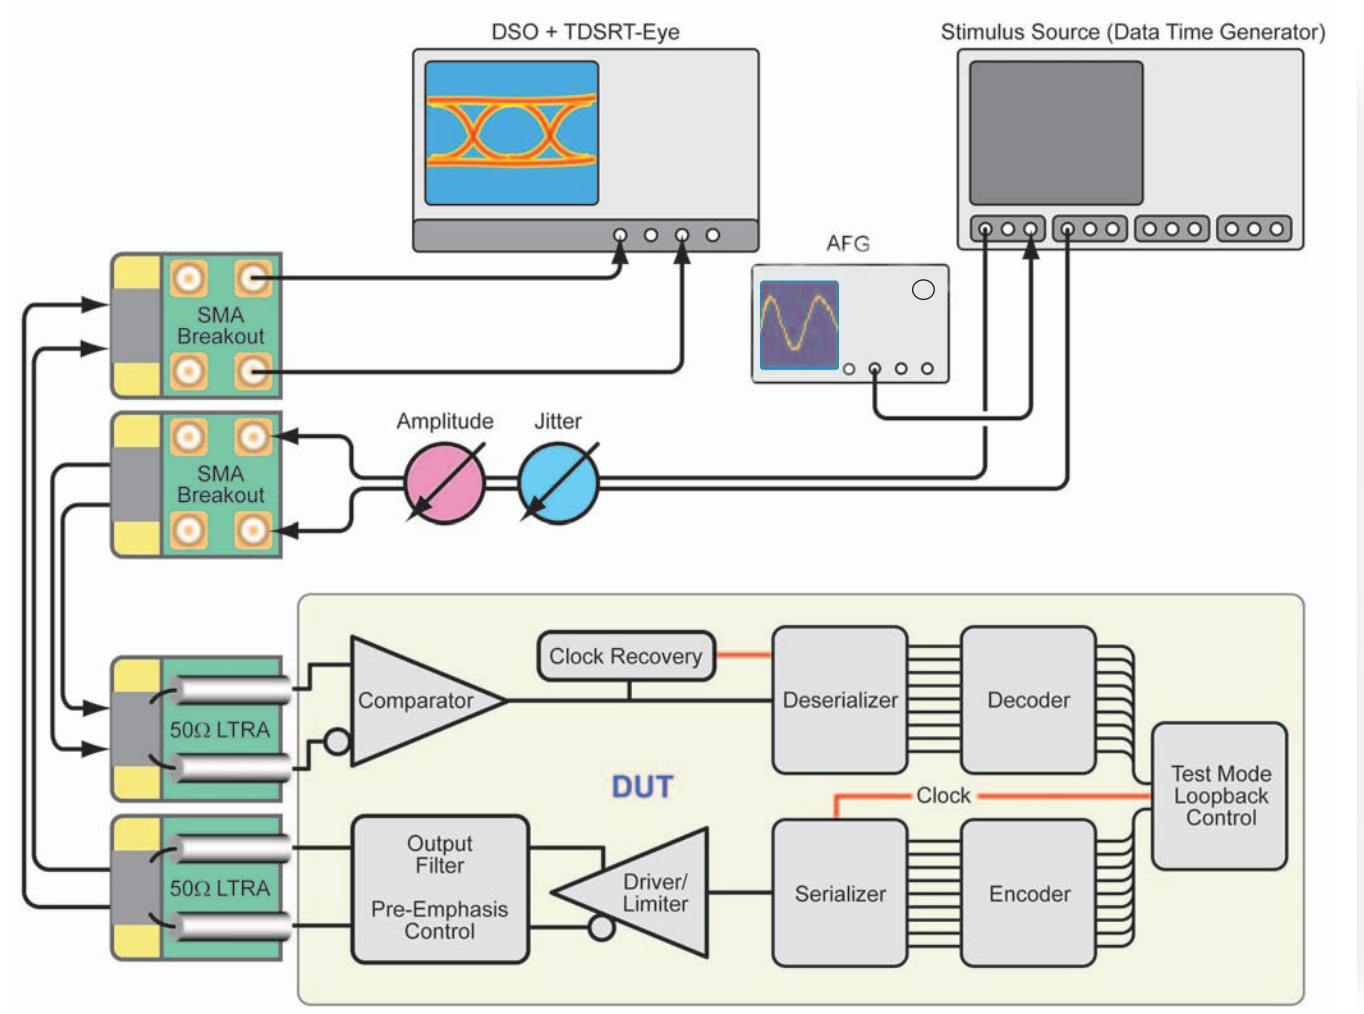 DSO + TDSRT-Eye
Stimulus Source (Data Time Generator)
AFG
SMA
Breakout
Amplitude
Jitter
SMA
Breakout
Clock Recovery
Comparator
Deserializer
Decoder
50Ω LTRA
DUT
Test Mode
Loopback
Control
Clock
Output
Filter
Pre-Emphasis
Control
Driver/
Limiter
Serializer
Encoder
50Ω LTRA